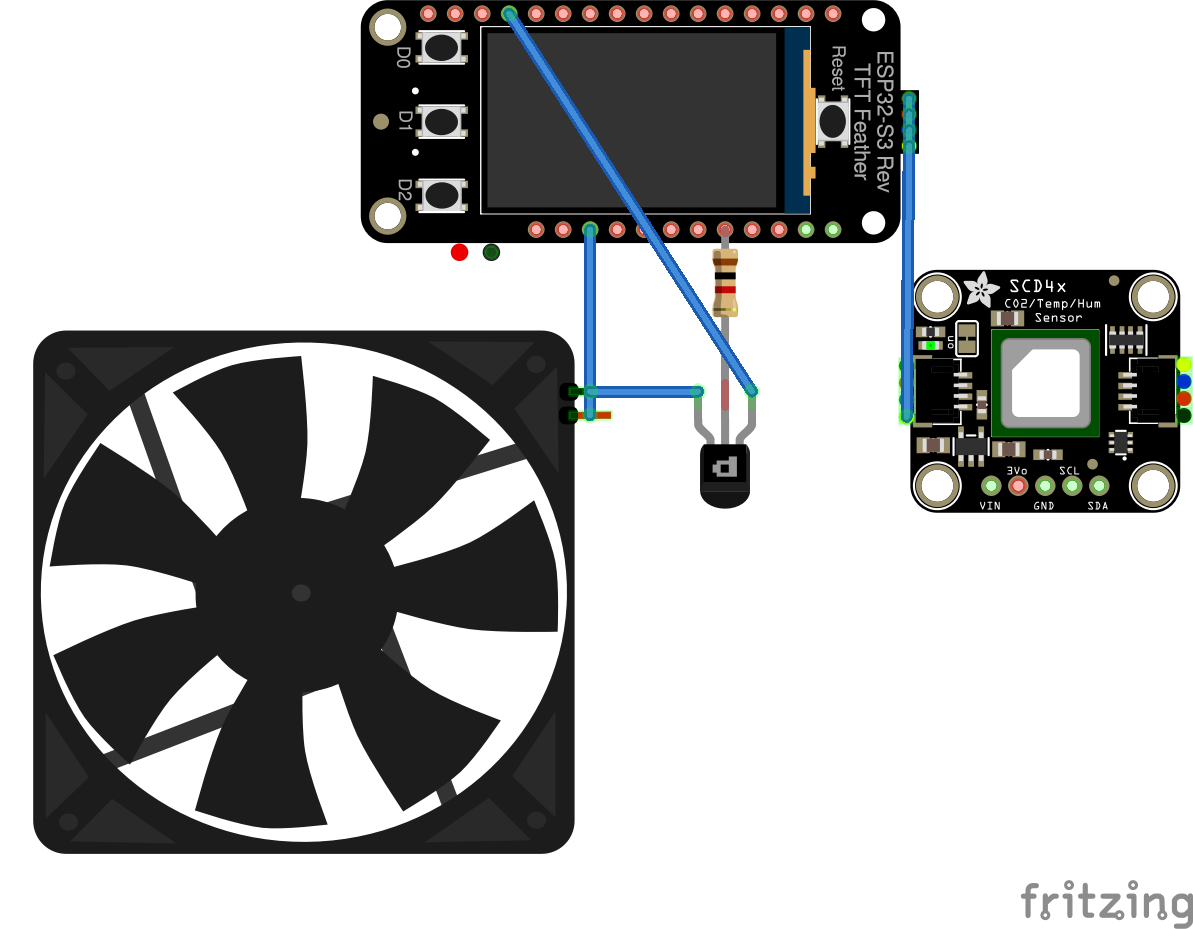 D0
D1
D2
Reset
ESP32-S3 Rev
TFT Feather
SCD4x
CO2/Temp/Hum
Sensor
on
3Vo
SCL
VIN
GND
SDA
fritzing